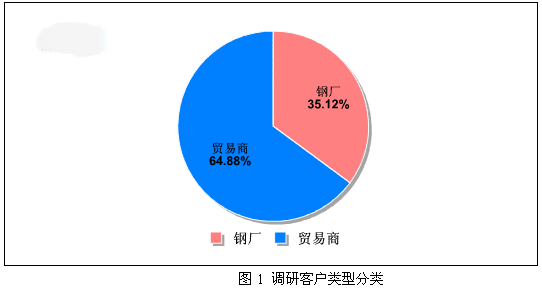 钢厂
35.12%
贸易商
64.88%
钢厂 贸易商
图 1 调研客户类型分类